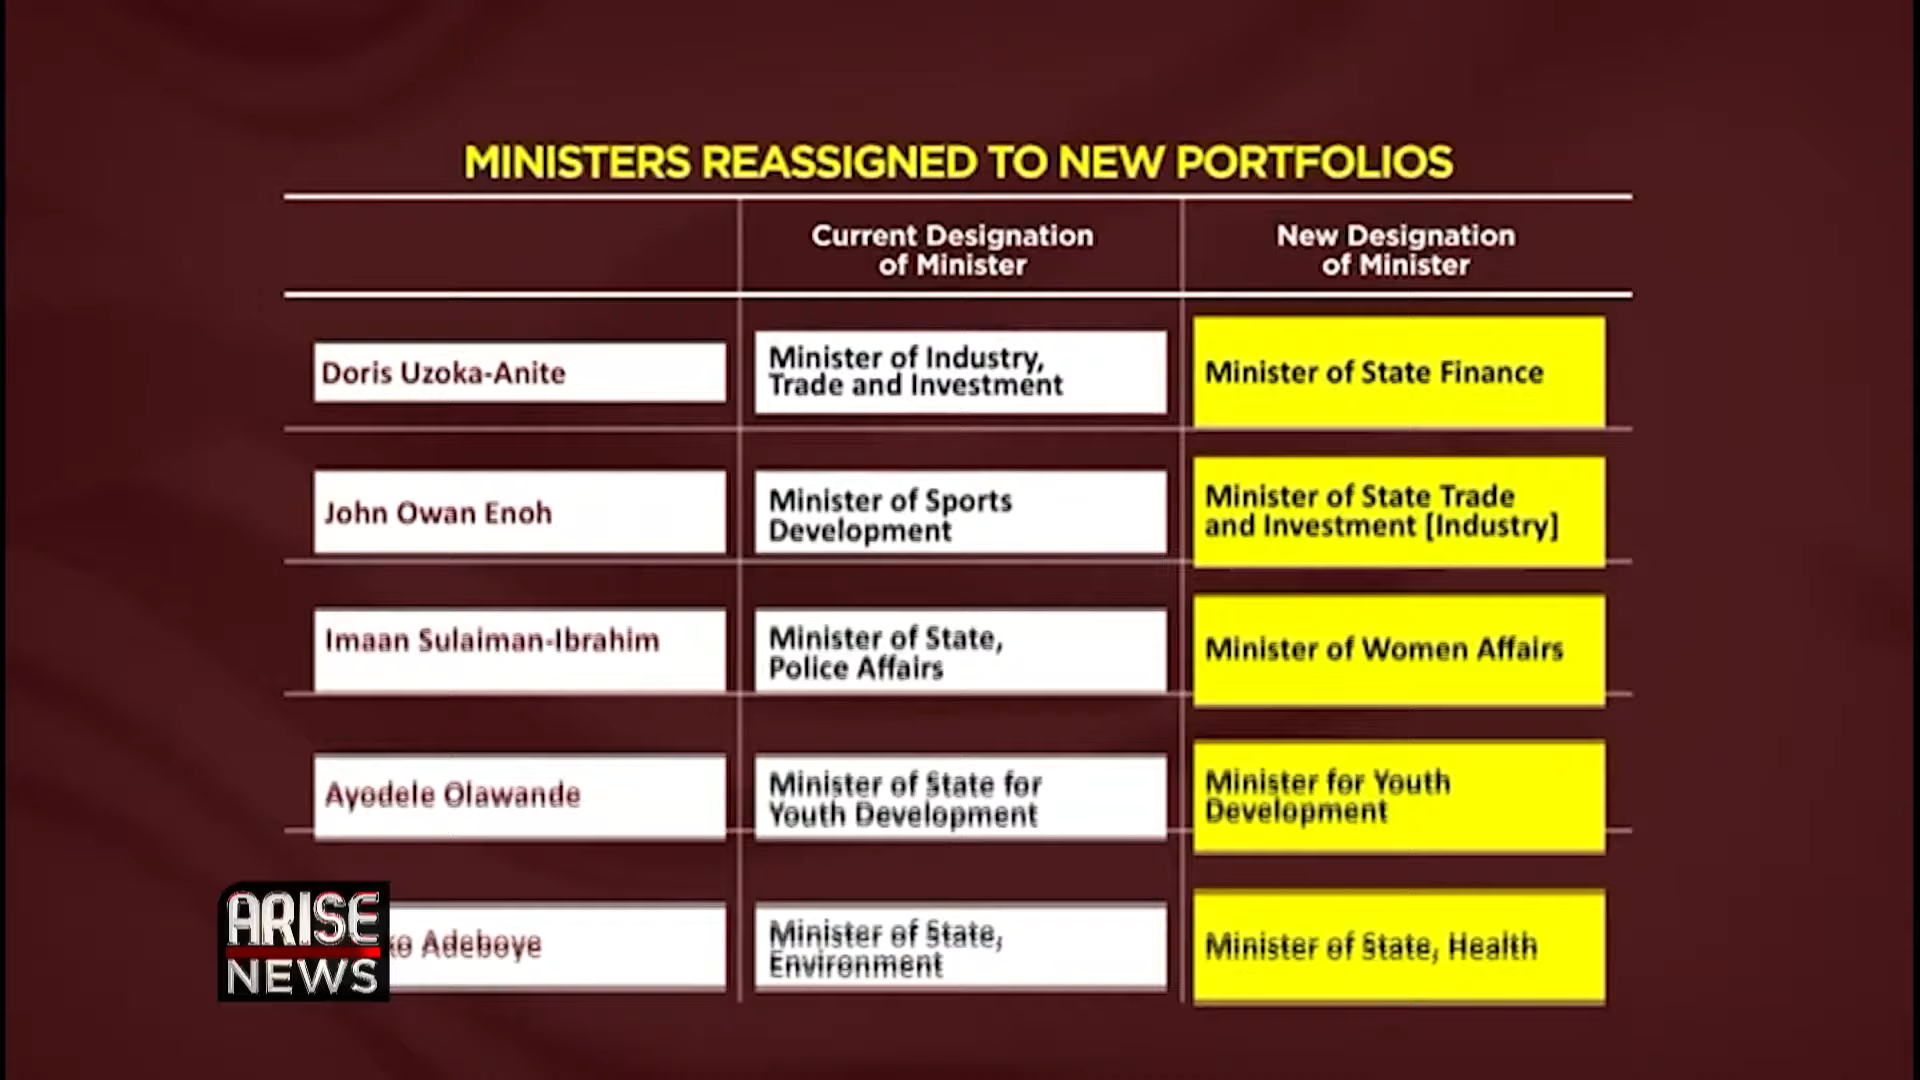 MINISTERS REASSIGNED TO NEW PORTFOLIOS
Current Designation
of Minister
New Designation
of Minister
Doris Uzoka-Anite
Minister of Industry,
Trade and Investment
Minister of State Finance
John Owan Enoh
Minister of Sports
Development
Minister of State Trade
and Investment [Industry]
Imaan Sulaiman-Ibrahim
Minister of State,
Police Affairs
Minister of Women Affairs
Ayodele Olawande
Minister of State for
Youth Development
Minister for Youth
Development
Adeboye
Minister of State,
Environment
Minister of State, Health
ARISE
NEWS